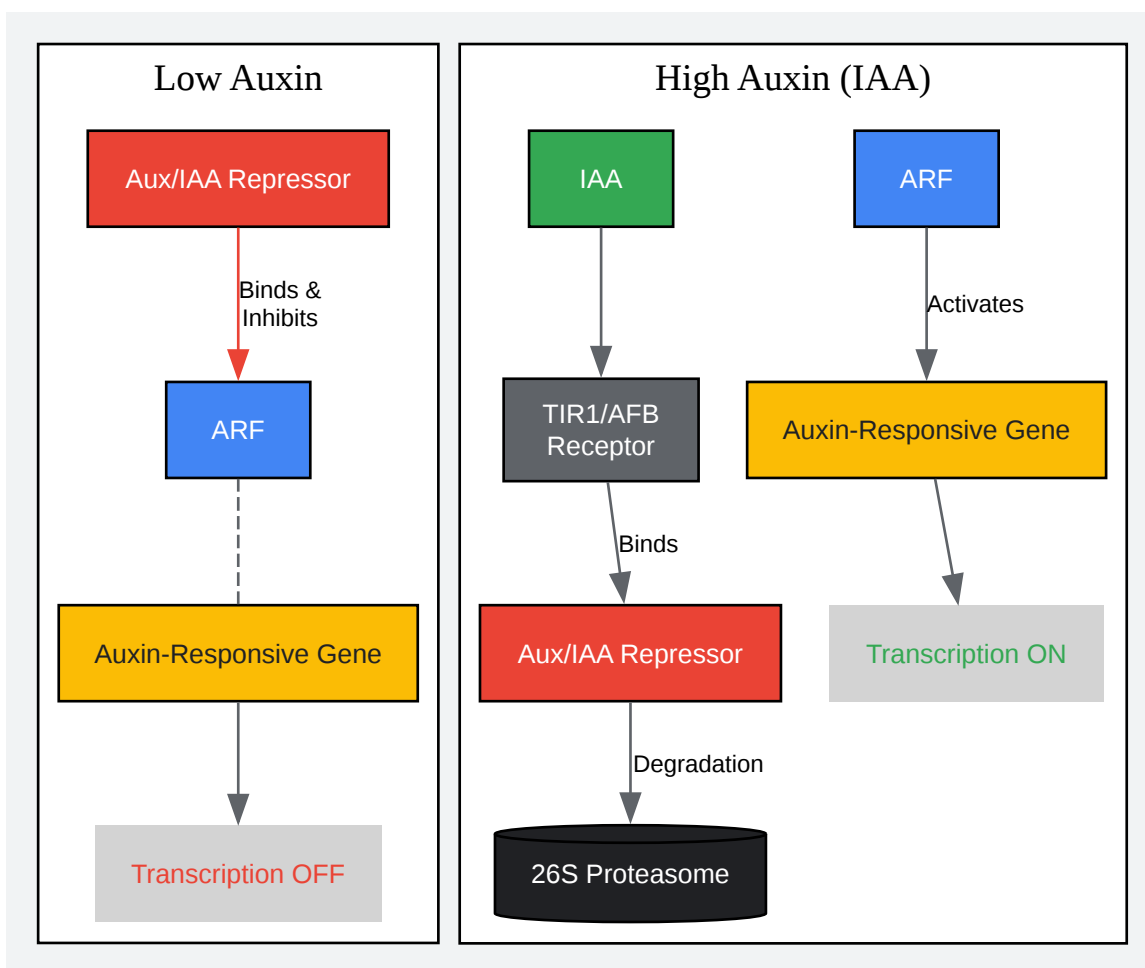 Low Auxin
Aux/IAA Repressor
Binds &
Inhibits
ARF
Auxin-Responsive Gene
Transcription OFF
High Auxin (IAA)
IAA
TIR1/AFB
Receptor
Binds
Aux/IAA Repressor
Degradation
26S Proteasome
ARF
Activates
Auxin-Responsive Gene
Transcription ON